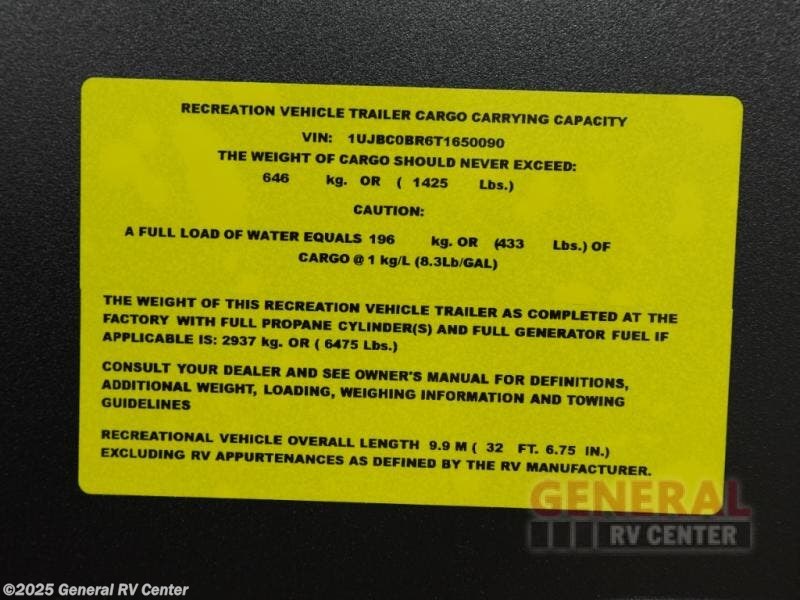 RECREATION VEHICLE TRAILER CARGO CARRYING CAPACITY
VIN: 1UJBC0BR6T1650090
THE WEIGHT OF CARGO SHOULD NEVER EXCEED:
646 kg. OR ( 1425 Lbs.)
CAUTION:
A FULL LOAD OF WATER EQUALS 196 kg. OR (433 Lbs.) OF
CARGO @ 1 kg/L (8.3Lb/GAL)
THE WEIGHT OF THIS RECREATION VEHICLE TRAILER AS COMPLETED AT THE
FACTORY WITH FULL PROPANE CYLINDER(S) AND FULL GENERATOR FUEL IF
APPLICABLE IS: 2937 kg. OR ( 6475 Lbs.)
CONSULT YOUR DEALER AND SEE OWNER'S MANUAL FOR DEFINITIONS,
ADDITIONAL WEIGHT, LOADING, WEIGHING INFORMATION AND TOWING
GUIDELINES
RECREATIONAL VEHICLE OVERALL LENGTH 9.9 M ( 32 FT. 6.75 IN.)
EXCLUDING RV APPURTENANCES AS DEFINED BY THE RV MANUFACTURER.
GENERAL
RV CENTER
©2025 General RV Center